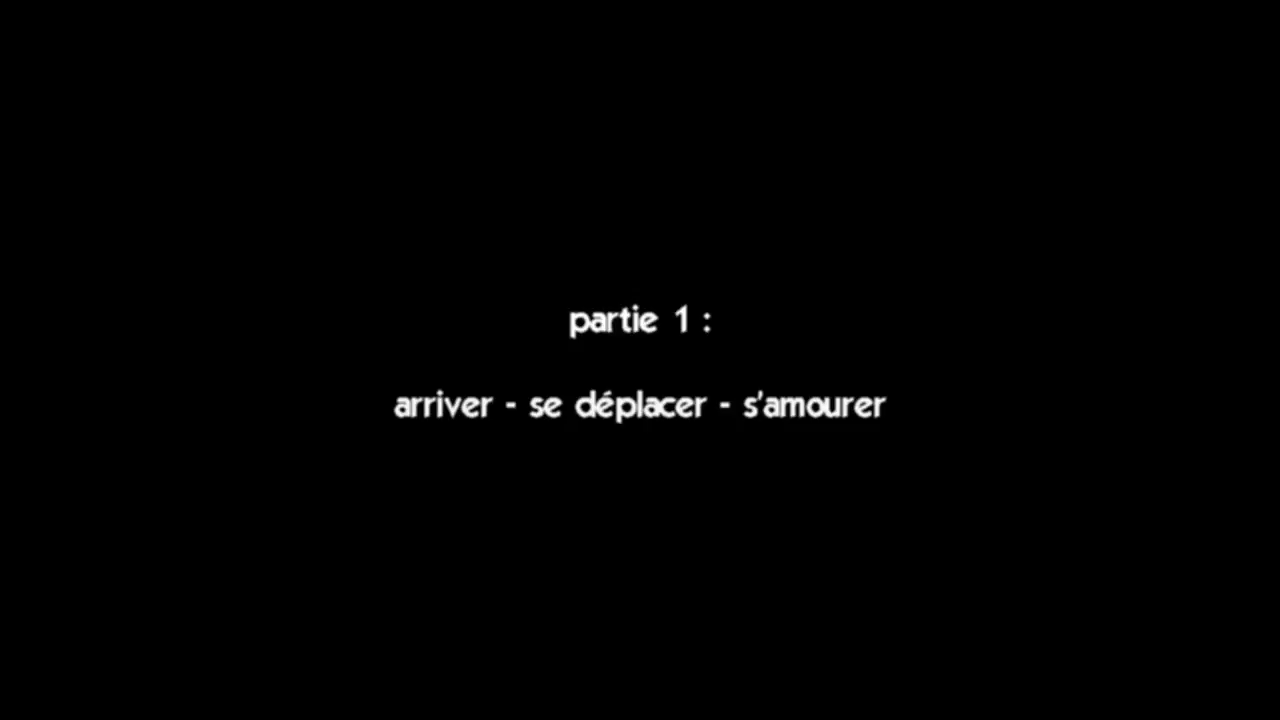 partie 1 :
arriver - se déplacer - s'amourer